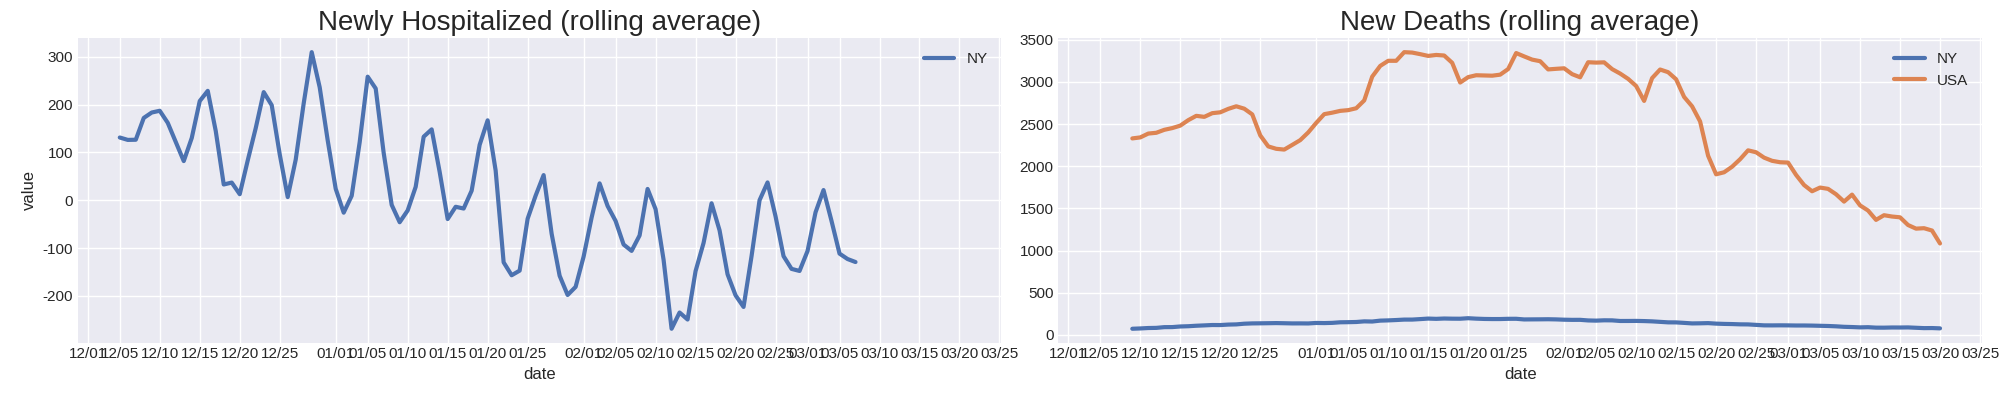 Newly Hospitalized (rolling average)
300
200
100
0
-100
-200
value
NY
12/01 12/05 12/10 12/15 12/20 12/25 01/01 01/05 01/10 01/15 01/20 01/25 02/01 02/05 02/10 02/15 02/20 02/25 03/01 03/05 03/10 03/15 03/20 03/25
date
New Deaths (rolling average)
3500
3000
2500
2000
1500
1000
500
0
NY
USA
12/01 12/05 12/10 12/15 12/20 12/25 01/01 01/05 01/10 01/15 01/20 01/25 02/01 02/05 02/10 02/15 02/20 02/25 03/01 03/05 03/10 03/15 03/20 03/25
date